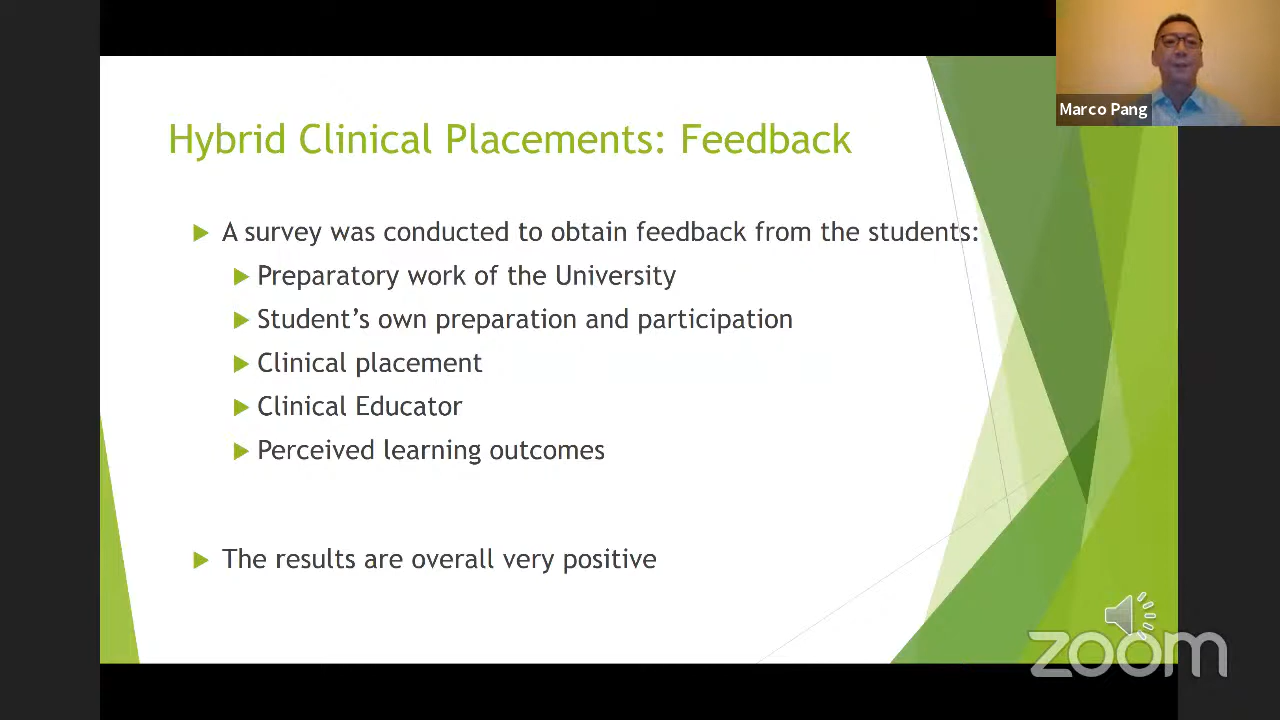 Marco Pang
Hybrid Clinical Placements: Feedback
A survey was conducted to obtain feedback from the students:
Preparatory work of the University
Student’s own preparation and participation
Clinical placement
Clinical Educator
Perceived learning outcomes
The results are overall very positive
zoom